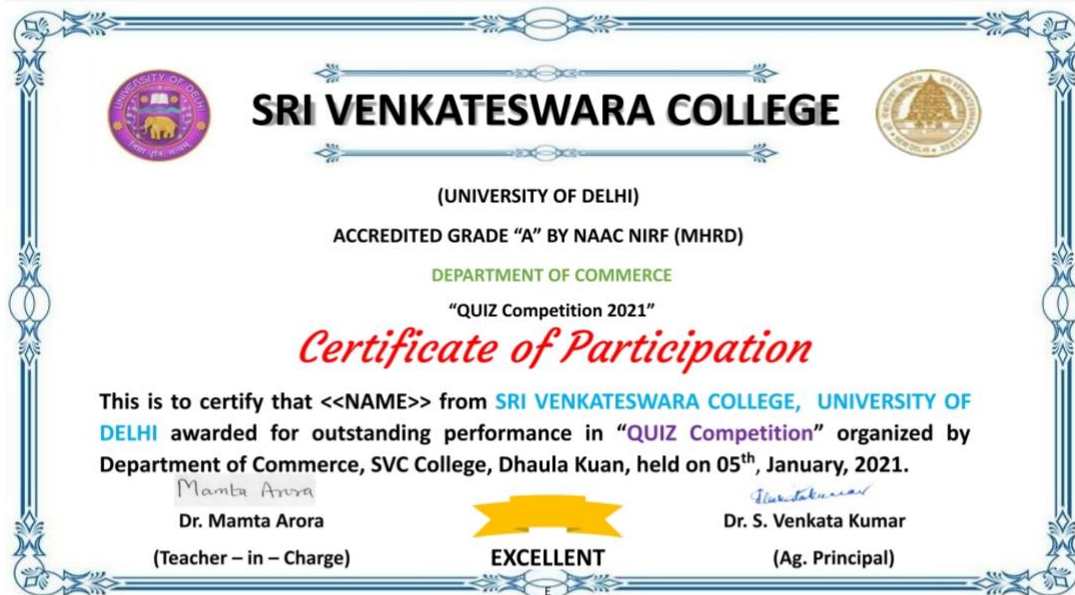 UNIVERSITY OF DELHI
SRI VENKATESWARA COLLEGE
(UNIVERSITY OF DELHI)
ACCREDITED GRADE “A” BY NAAC NIRF (MHRD)
DEPARTMENT OF COMMERCE
“QUIZ Competition 2021”
Certificate of Participation
This is to certify that <<NAME>> from SRI VENKATESWARA COLLEGE, UNIVERSITY OF
DELHI awarded for outstanding performance in “QUIZ Competition” organized by
Department of Commerce, SVC College, Dhaula Kuan, held on 05th, January, 2021.
Mamta Arora
Dr. Mamta Arora
(Teacher – in – Charge)
EXCELLENT
E
Dr. S. Venkata Kumar
(Ag. Principal)